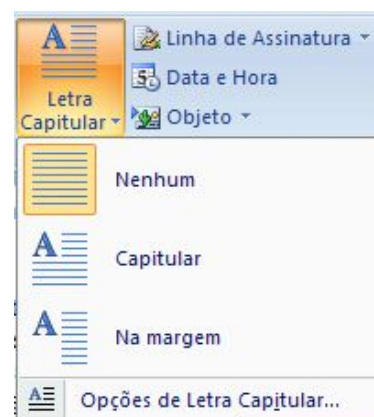 Linha de Assinatura
Data e Hora
Letra
Capitular
Objeto
Nenhum
Capitular
Na margem
Opções de Letra Capitular...